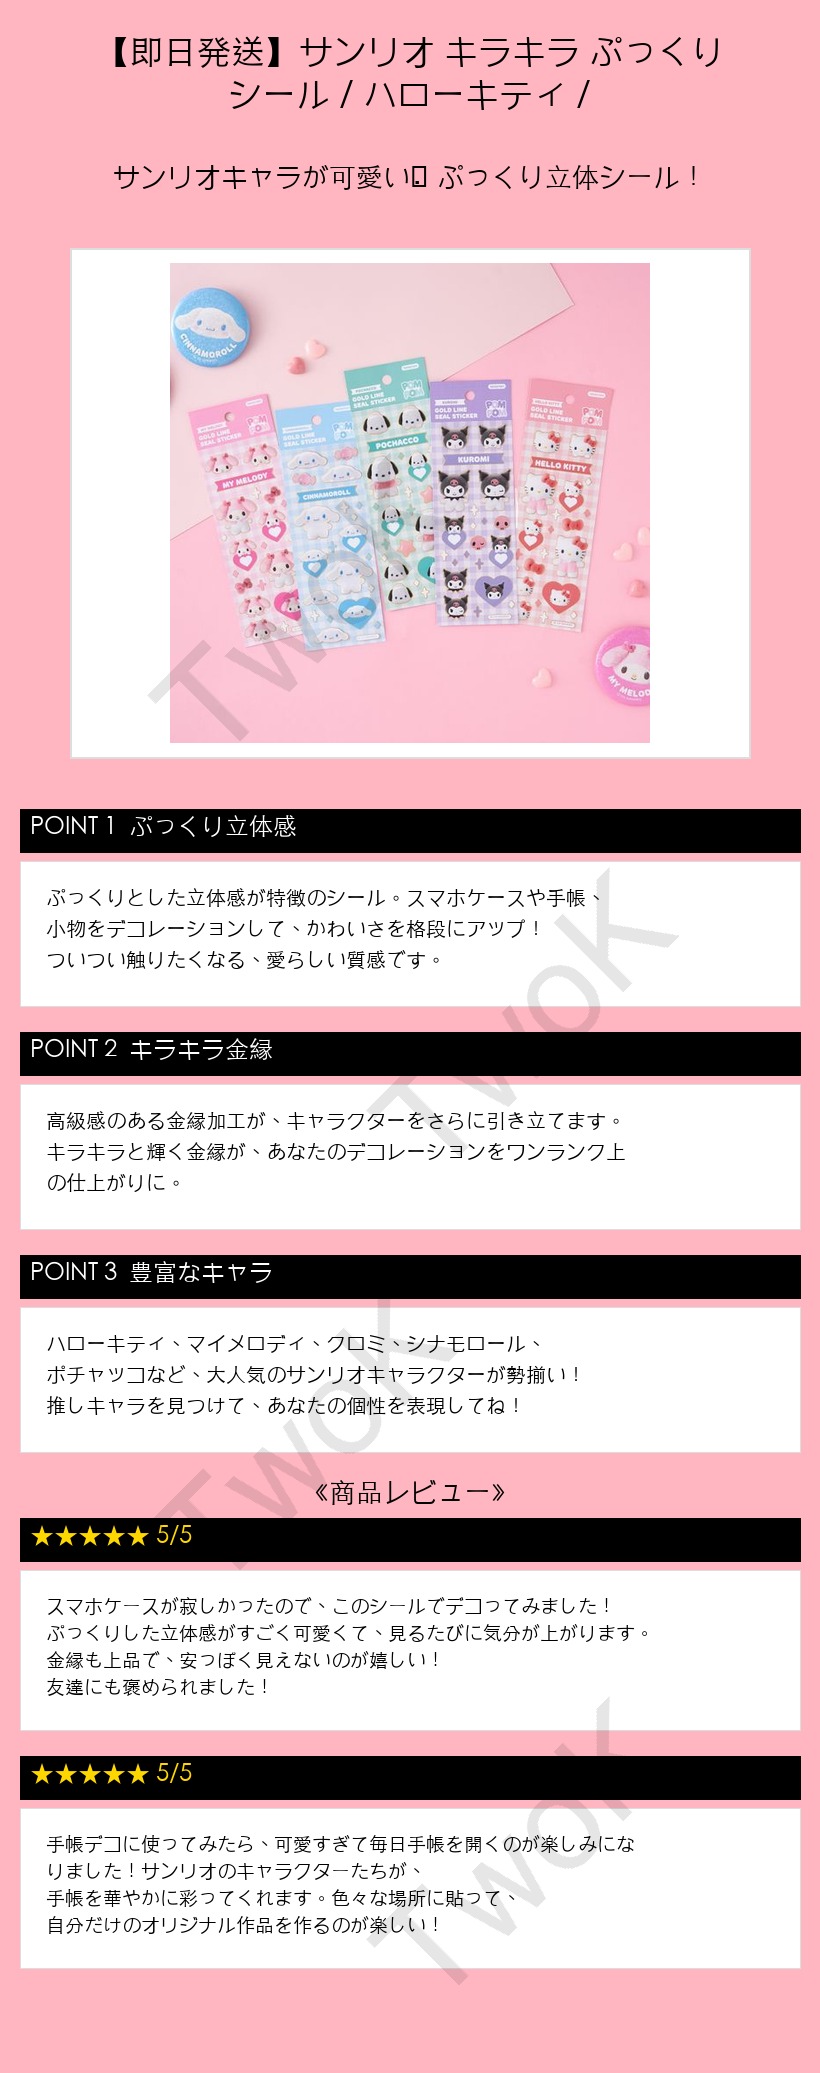 【即日発送】サンリオ キラキラ ぷっくり
シール / ハローキティ /
サンリオキャラが可愛い ぷっくり立体シール！
CINNAMOROLL
GOLD LINE
SEAL STICKER
MY MELODY
GOLD LINE
SEAL STICKER
CINNAMOROLL
GOLD LINE
SEAL STICKER
POCHACCO
GOLD LINE
SEAL STICKER
KUROMI
HELLO KITTY
GOLD LINE
SEAL STICKER
HELLO KITTY
MY MELOD
TwoK
POINT 1 ぷっくり立体感
ぷっくりとした立体感が特徴のシール。スマホケースや手帳、
小物をデコレーションして、かわいさを格段にアップ！
ついつい触りたくなる、愛らしい質感です。
TwoK
POINT 2 キラキラ金縁
高級感のある金縁加工が、キャラクターをさらに引き立てます。
キラキラと輝く金縁が、あなたのデコレーションをワンランク上
の仕上がりに。
POINT 3 豊富なキャラ
ハローキティ、マイメロディ、クロミ、シナモロール、
ポチャッコなど、大人気のサンリオキャラクターが勢揃い！
推しキャラを見つけて、あなたの個性を表現してね！
TwoK
《商品レビュー》
★★★★★ 5/5
スマホケースが寂しかったので、このシールでデコってみました！
ぷっくりした立体感がすごく可愛くて、見るたびに気分が上がります。
金縁も上品で、安っぽく見えないのが嬉しい！
友達にも褒められました！
★★★★★ 5/5
手帳デコに使ってみたら、可愛すぎて毎日手帳を開くのが楽しみにな
りました！サンリオのキャラクターたちが、
手帳を華やかに彩ってくれます。色々な場所に貼って、
自分だけのオリジナル作品を作るのが楽しい！
TwoK